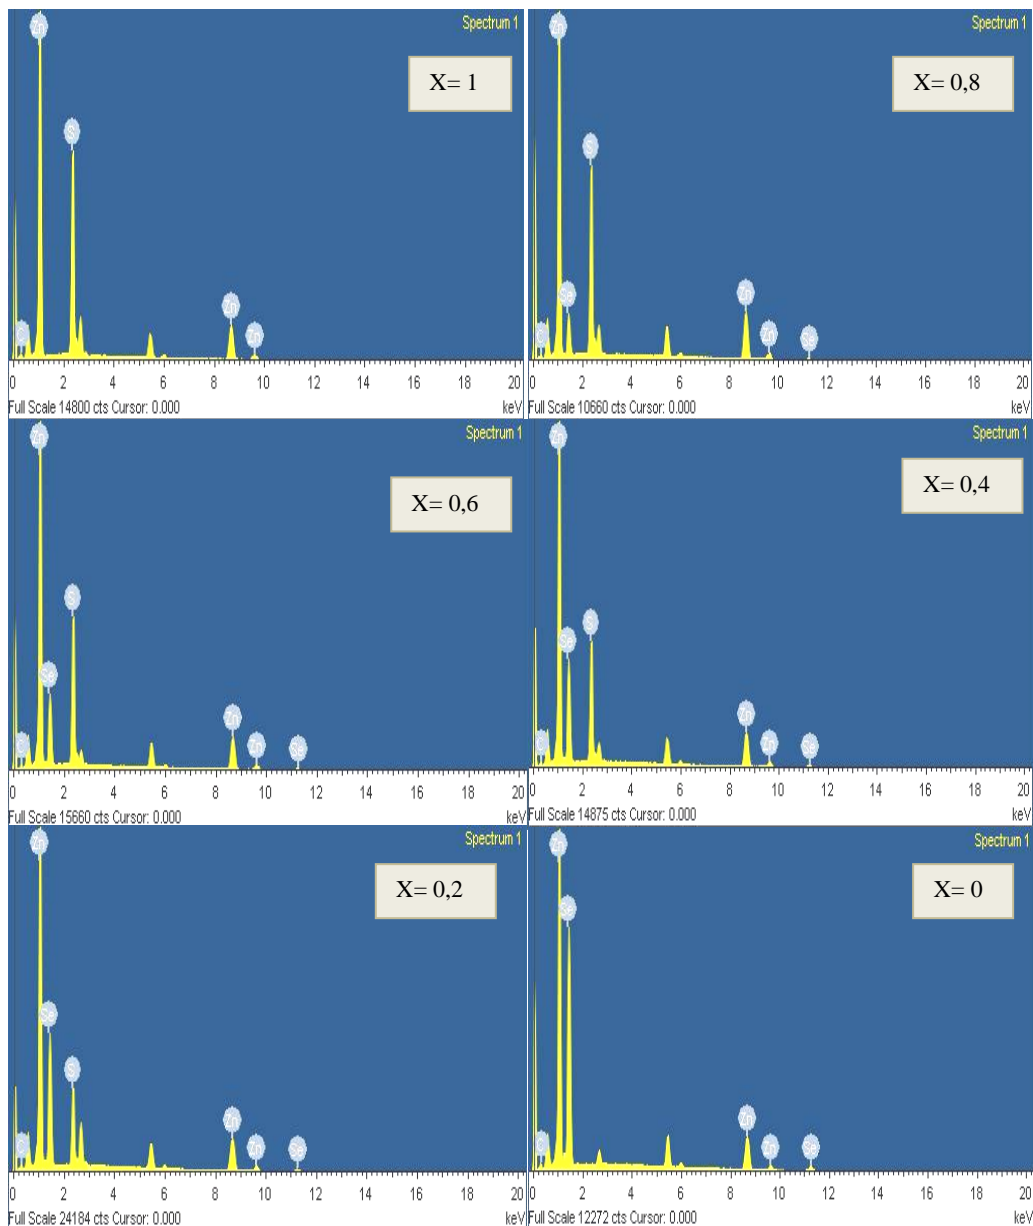 Spectrum 1
Zn
X= 1
S
Zn
C Zn
0 2 4 6 8 10 12 14 16 18 20
Full Scale 14800 cts Cursor: 0.000 keV
Spectrum 1
Zn
X= 0,8
S
Se Zn
C Zn Se
0 2 4 6 8 10 12 14 16 18 20
Full Scale 10660 cts Cursor: 0.000 keV
Spectrum 1
Zn
X= 0,6
S
Se
Zn
C Zn Se
0 2 4 6 8 10 12 14 16 18 20
Full Scale 15660 cts Cursor: 0.000 keV
Spectrum 1
Zn
X= 0,4
S
Se
Zn
C Zn Se
0 2 4 6 8 10 12 14 16 18 20
Full Scale 14875 cts Cursor: 0.000 keV
Spectrum 1
Zn
X= 0,2
Se
S
Zn
C Zn Se
0 2 4 6 8 10 12 14 16 18 20
Full Scale 24184 cts Cursor: 0.000 keV
Spectrum 1
Zn
X= 0
Se
Zn
C Zn Se
0 2 4 6 8 10 12 14 16 18 20
Full Scale 12272 cts Cursor: 0.000 keV